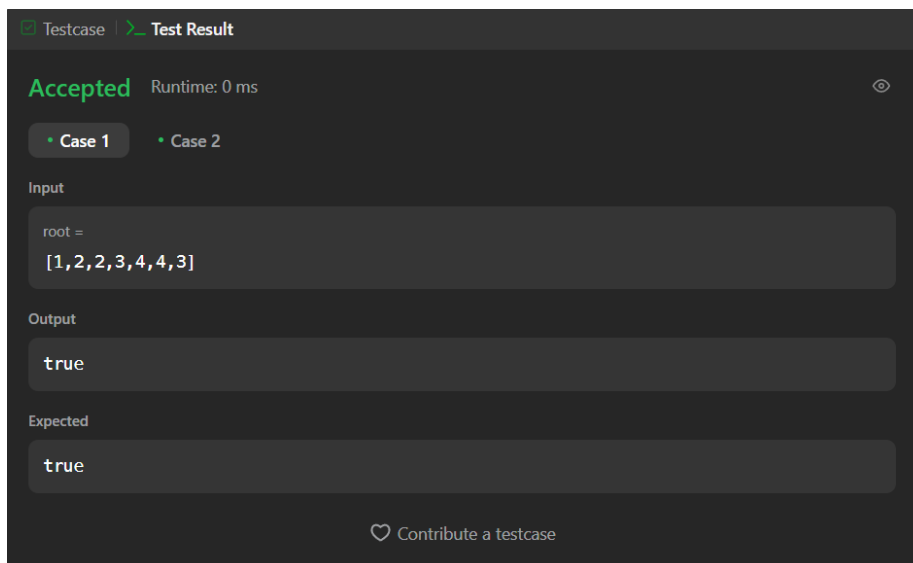 Testcase | >_ Test Result
Accepted Runtime: 0 ms
• Case 1 • Case 2
Input
root =
[1,2,2,3,4,4,3]
Output
true
Expected
true
Contribute a testcase